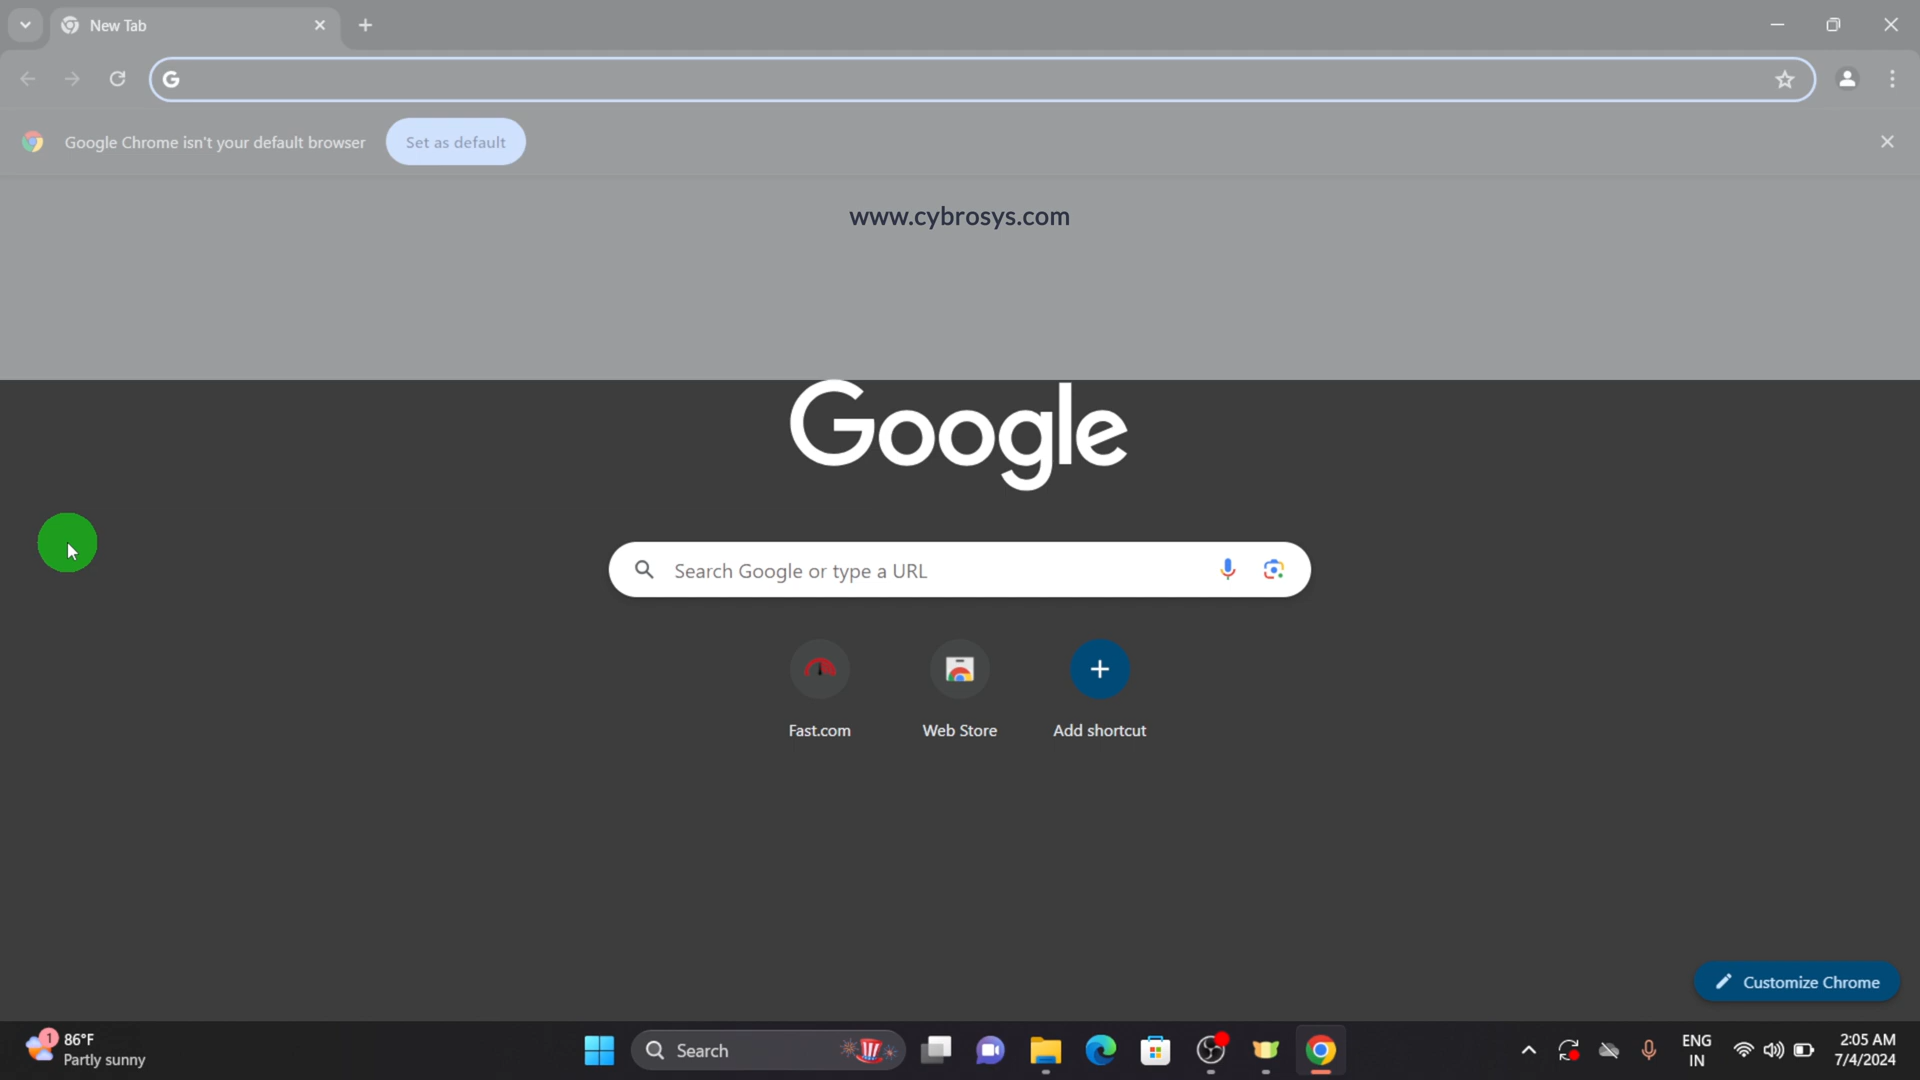 New Tab
Google Chrome isn't your default browser
Set as default
www.cybrosys.com
Google
Search Google or type a URL
Fast.com
Web Store
Add shortcut
Customize Chrome
1
86°F
Partly sunny
Search
ENG
IN
2:05 AM
7/4/2024